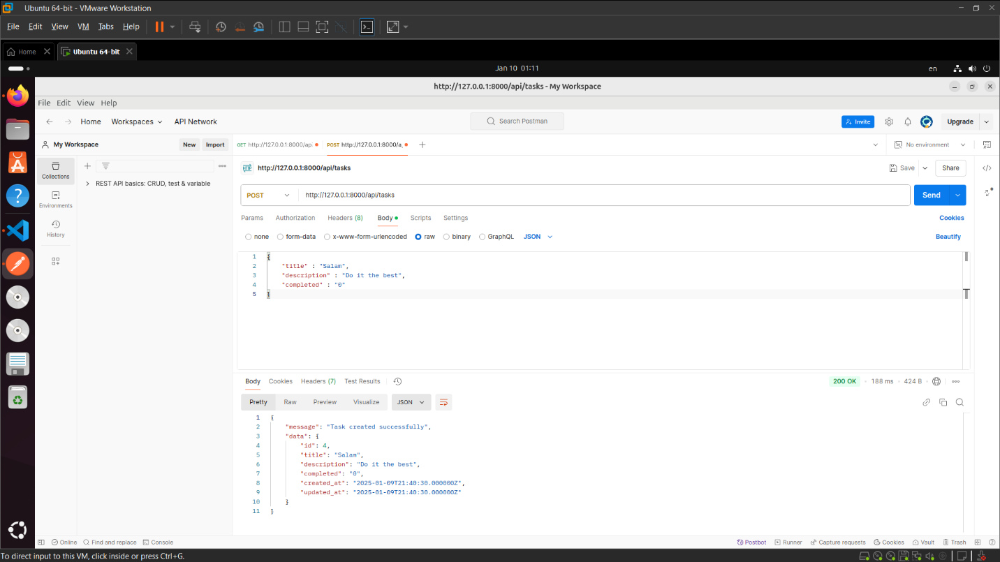 Ubuntu 64-bit - VMware Workstation
File Edit View VM Tabs Help
Home Ubuntu 64-bit
Jan 10 01:11 en
http://127.0.0.1:8000/api/tasks - My Workspace
File Edit View Help
Home Workspaces API Network Search Postman Invite Upgrade
My Workspace New Import GET http://127.0.0.1:8000/ap POST http://127.0.0.1:8000/a No environment
Collections
Environments
History
REST API basics: CRUD, test & variable
HTTP http://127.0.0.1:8000/api/tasks Save Share
POST http://127.0.0.1:8000/api/tasks Send
Params Authorization Headers (8) Body Scripts Settings Cookies
none form-data x-www-form-urlencoded raw binary GraphQL JSON Beautify
1 {
2 "title" : "Salam",
3 "description" : "Do it the best",
4 "completed" : "0"
5 }
Body Cookies Headers (7) Test Results 200 OK 188 ms 424 B
Pretty Raw Preview Visualize JSON
1 {
2 "message": "Task created successfully",
3 "data": {
4 "id": 4,
5 "title": "Salam",
6 "description": "Do it the best",
7 "completed": "0",
8 "created_at": "2025-01-09T21:40:30.000000Z",
9 "updated_at": "2025-01-09T21:40:30.000000Z"
10 }
11 }
Online Find and replace Console Postbot Runner Capture requests Cookies Vault Trash
To direct input to this VM, click inside or press Ctrl+G.